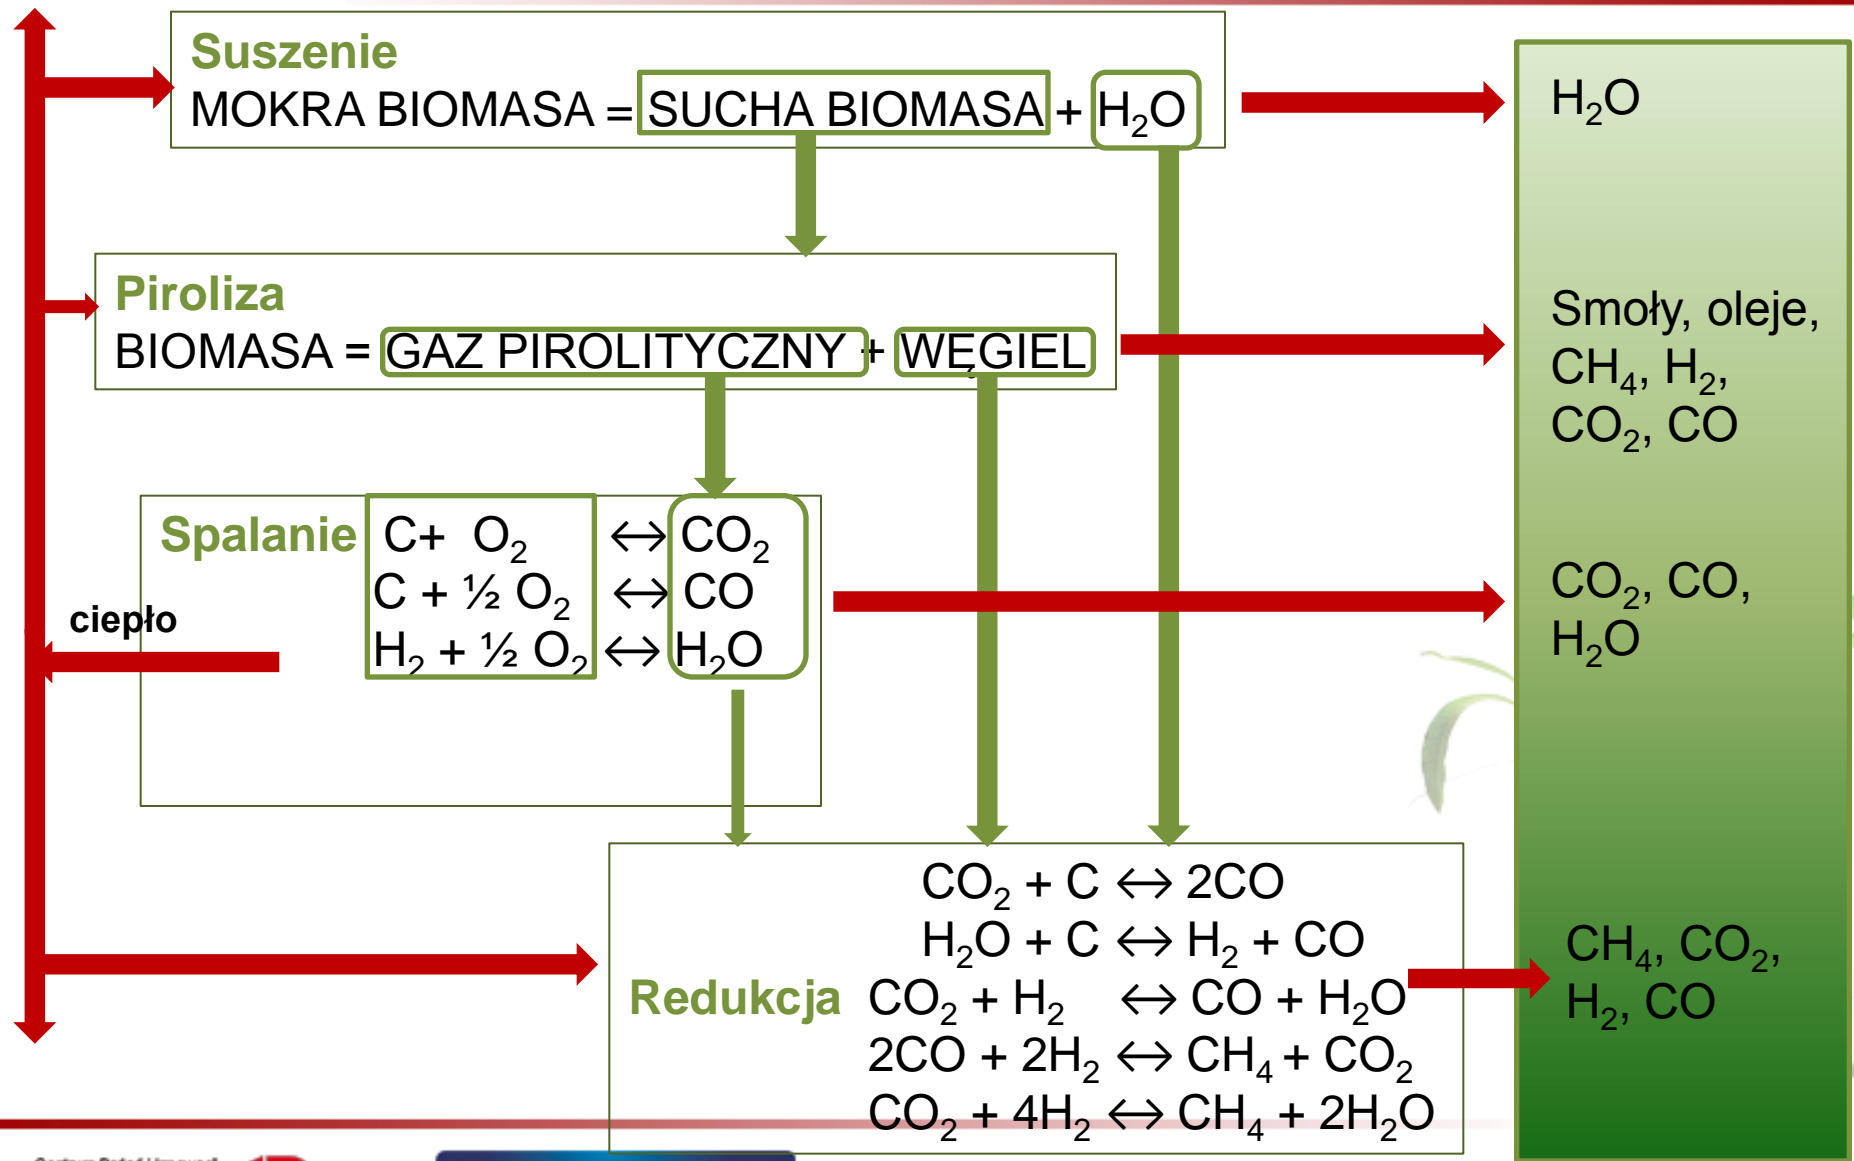 Suszenie
MOKRA BIOMASA = SUCHA BIOMASA + H₂O
H₂O
Piroliza
BIOMASA = GAZ PIROLITYCZNY + WĘGIEL
Smoły, oleje,
CH₄, H₂,
CO₂, CO
Spalanie
C+ O₂ ↔ CO₂
C + ½ O₂ ↔ CO
H₂ + ½ O₂ ↔ H₂O
ciepło
CO₂, CO,
H₂O
Redukcja
CO₂ + C ↔ 2CO
H₂O + C ↔ H₂ + CO
CO₂ + H₂ ↔ CO + H₂O
2CO + 2H₂ ↔ CH₄ + CO₂
CO₂ + 4H₂ ↔ CH₄ + 2H₂O
CH₄, CO₂,
H₂, CO